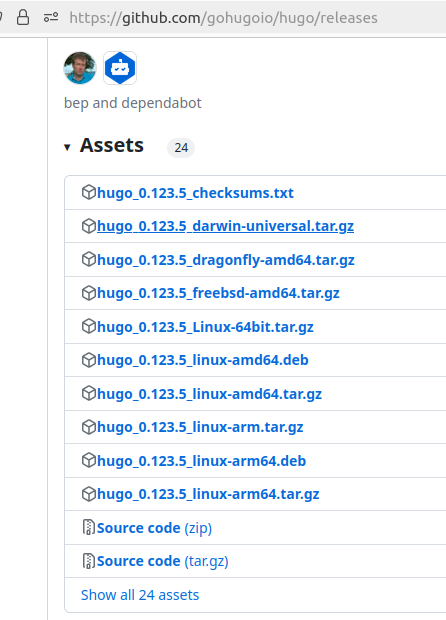 https://github.com/gohugoio/hugo/releases
bep and dependabot
Assets 24
hugo_0.123.5_checksums.txt
hugo_0.123.5_darwin-universal.tar.gz
hugo_0.123.5_dragonfly-amd64.tar.gz
hugo_0.123.5_freebsd-amd64.tar.gz
hugo_0.123.5_Linux-64bit.tar.gz
hugo_0.123.5_linux-amd64.deb
hugo_0.123.5_linux-amd64.tar.gz
hugo_0.123.5_linux-arm.tar.gz
hugo_0.123.5_linux-arm64.deb
hugo_0.123.5_linux-arm64.tar.gz
Source code (zip)
Source code (tar.gz)
Show all 24 assets